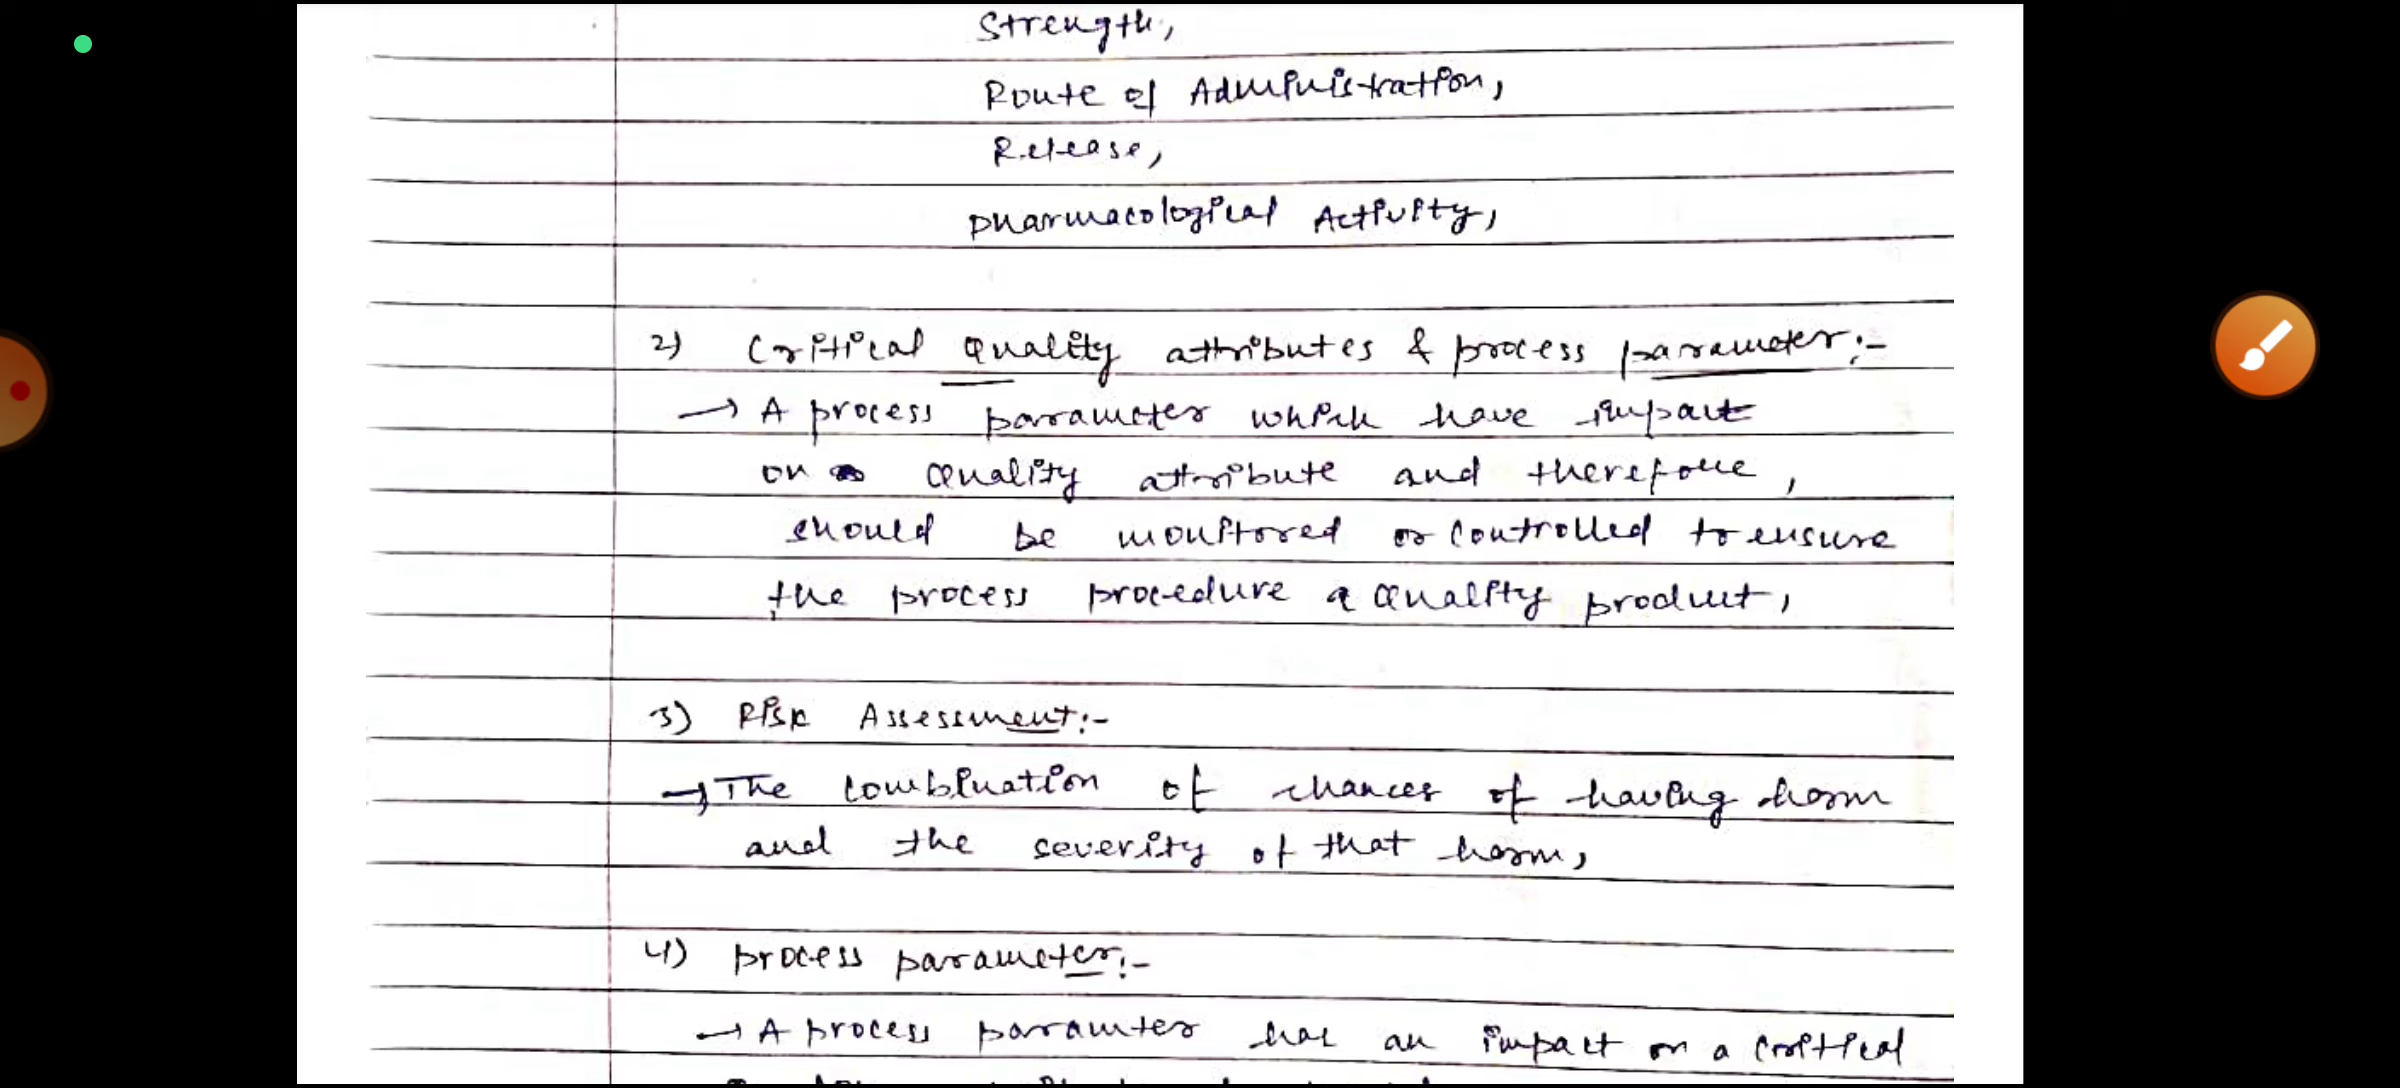 Strength,
Route of Administration,
Release,
pharmacological Activity,
2) Critical Quality attributes & process parameter:-
→ A process parameter which have impact
on Quality attribute and therefore,
should be monitored or controlled to ensure
the process procedure a Quality product,
3) Risk Assessment:-
→ The combination of chances of having harm
and the severity of that harm,
4) process parameter:-
→ A process paramter has an impact on a critical